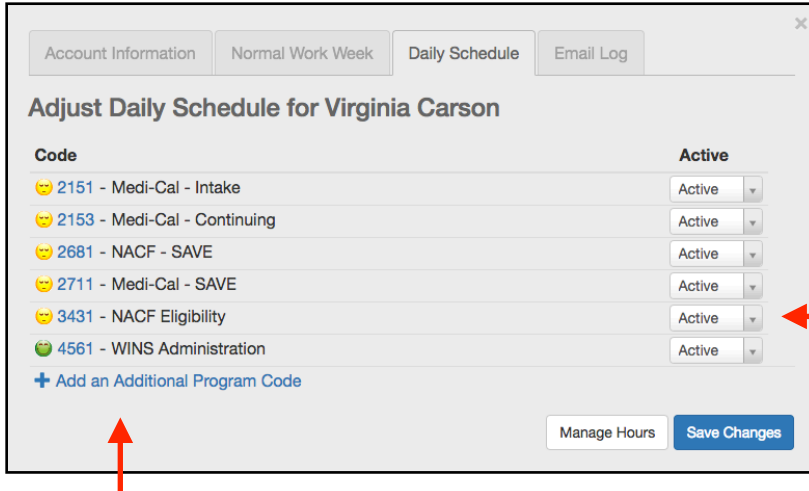 ×
Account Information Normal Work Week Daily Schedule Email Log
Adjust Daily Schedule for Virginia Carson
Code Active
2151 - Medi-Cal - Intake Active
2153 - Medi-Cal - Continuing Active
2681 - NACF - SAVE Active
2711 - Medi-Cal - SAVE Active
3431 - NACF Eligibility Active
4561 - WINS Administration Active
+ Add an Additional Program Code
Manage Hours Save Changes